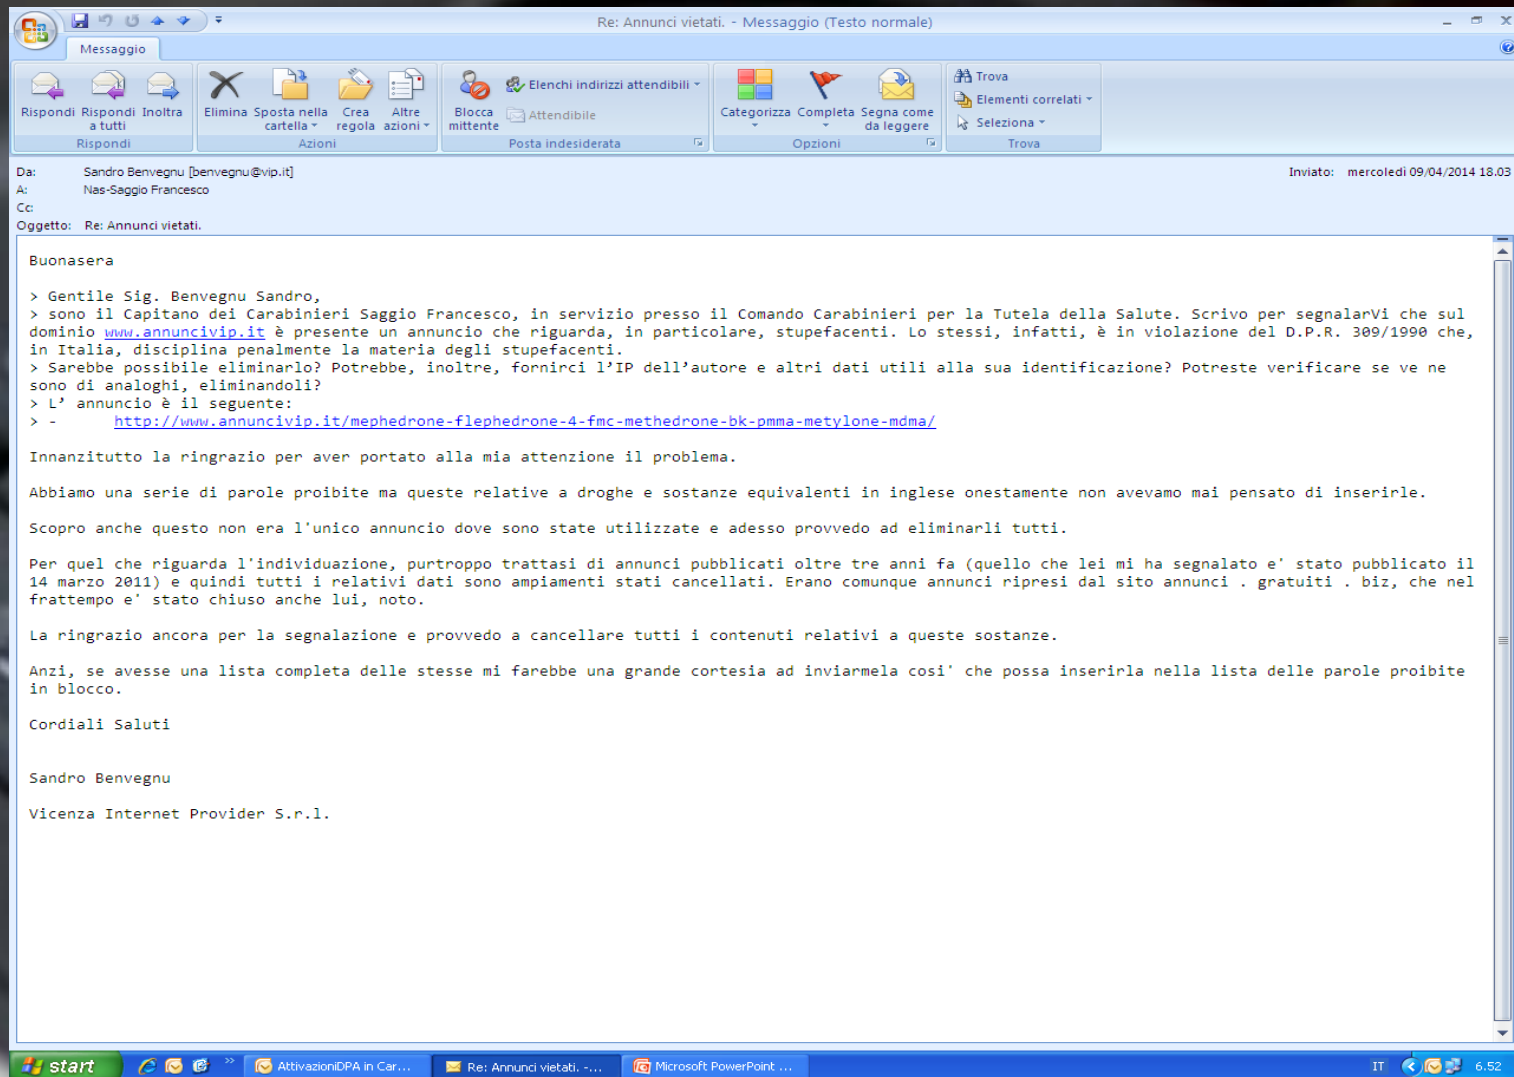 Re: Annunci vietati. - Messaggio (Testo normale)
Messaggio
Rispondi Rispondi a tutti Inoltra
Rispondi
Elimina Sposta nella cartella Crea regola Altre azioni
Azioni
Blocca mittente
Elenchi indirizzi attendibili
Attendibile
Posta indesiderata
Categorizza Completa Segna come da leggere
Opzioni
Trova
Elementi correlati
Seleziona
Trova
Da: Sandro Benvegnu [benvegnu@vip.it] Inviato: mercoledì 09/04/2014 18.03
A: Nas-Saggio Francesco
Cc:
Oggetto: Re: Annunci vietati.
Buonasera
> Gentile Sig. Benvegnu Sandro,
> sono il Capitano dei Carabinieri Saggio Francesco, in servizio presso il Comando Carabinieri per la Tutela della Salute. Scrivo per segnalarVi che sul
dominio www.annuncivip.it è presente un annuncio che riguarda, in particolare, stupefacenti. Lo stessi, infatti, è in violazione del D.P.R. 309/1990 che,
in Italia, disciplina penalmente la materia degli stupefacenti.
> Sarebbe possibile eliminarlo? Potrebbe, inoltre, fornirci l'IP dell'autore e altri dati utili alla sua identificazione? Potreste verificare se ve ne
sono di analoghi, eliminandoli?
> L' annuncio è il seguente:
> - http://www.annuncivip.it/mephedrone-flephedrone-4-fmc-methedrone-bk-pmma-metylone-mdma/
Innanzitutto la ringrazio per aver portato alla mia attenzione il problema.
Abbiamo una serie di parole proibite ma queste relative a droghe e sostanze equivalenti in inglese onestamente non avevamo mai pensato di inserirle.
Scopro anche questo non era l'unico annuncio dove sono state utilizzate e adesso provvedo ad eliminarli tutti.
Per quel che riguarda l'individuazione, purtroppo trattasi di annunci pubblicati oltre tre anni fa (quello che lei mi ha segnalato e' stato pubblicato il
14 marzo 2011) e quindi tutti i relativi dati sono ampiamenti stati cancellati. Erano comunque annunci ripresi dal sito annunci . gratuiti . biz, che nel
frattempo e' stato chiuso anche lui, noto.
La ringrazio ancora per la segnalazione e provvedo a cancellare tutti i contenuti relativi a queste sostanze.
Anzi, se avesse una lista completa delle stesse mi farebbe una grande cortesia ad inviarmela cosi' che possa inserirla nella lista delle parole proibite
in blocco.
Cordiali Saluti
Sandro Benvegnu
Vicenza Internet Provider S.r.l.
start AttivazioniDPA in Car... Re: Annunci vietati. -... Microsoft PowerPoint ... IT 6.52